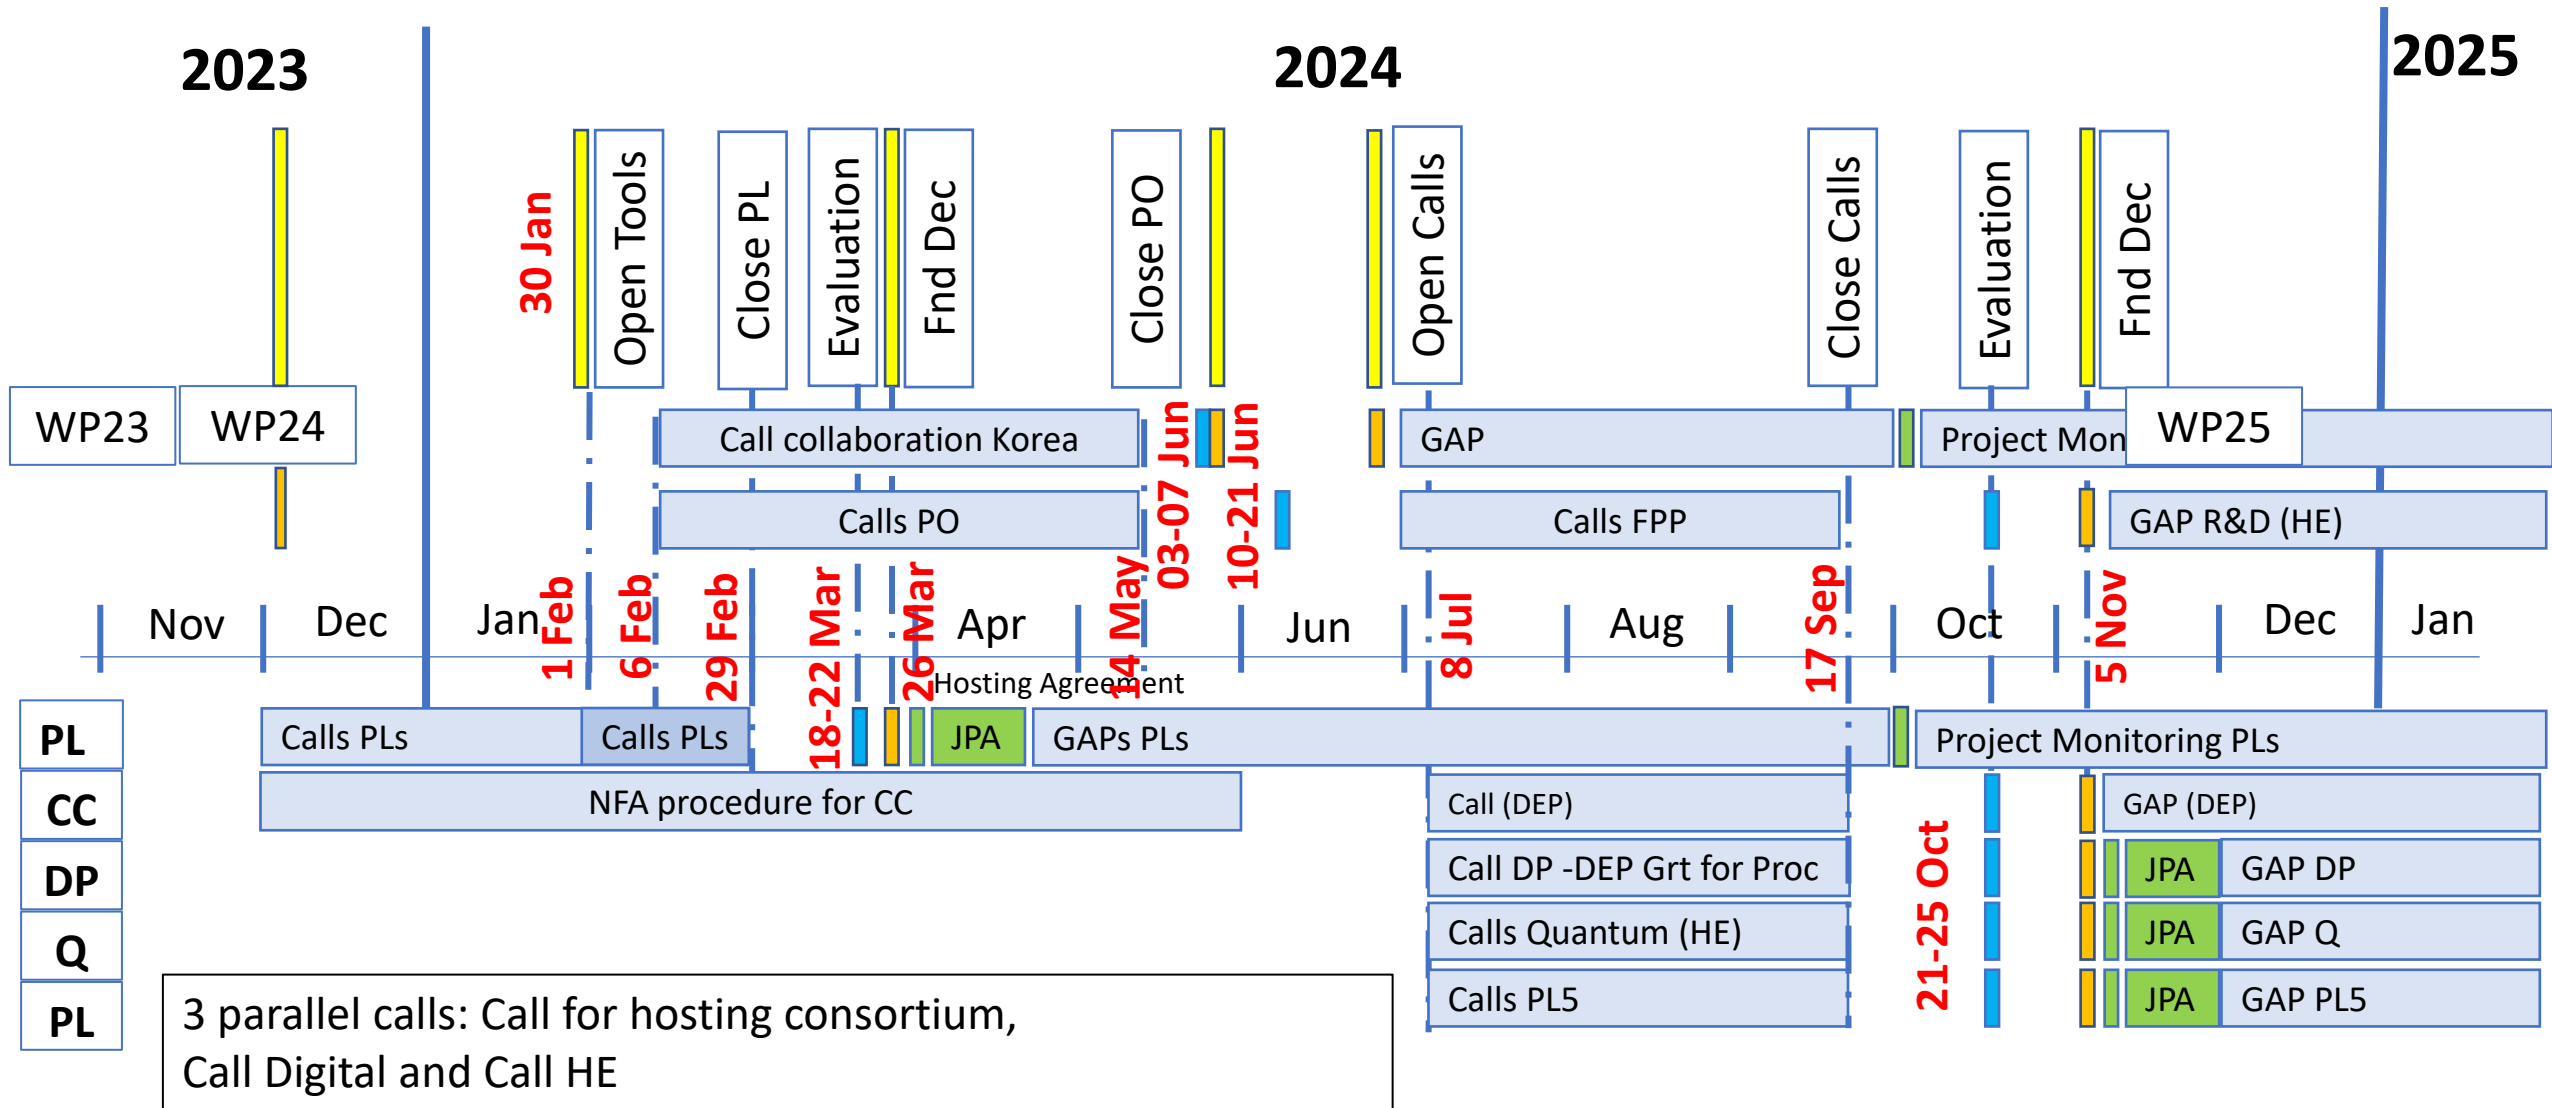 2023
2024
2025
30 Jan
Open Tools
Close PL
Evaluation
Fnd Dec
Close PO
Open Calls
Close Calls
Evaluation
Fnd Dec
WP23
WP24
Call collaboration Korea
03-07 Jun
10-21 Jun
GAP
Project Mon
WP25
Calls PO
Calls FPP
GAP R&D (HE)
Nov
Dec
Jan
1 Feb
6 Feb
29 Feb
18-22 Mar
26 Mar
Apr
14 May
Jun
8 Jul
Aug
17 Sep
Oct
5 Nov
Dec
Jan
Hosting Agreement
PL
Calls PLs
Calls PLs
JPA
GAPs PLs
Project Monitoring PLs
CC
NFA procedure for CC
Call (DEP)
GAP (DEP)
DP
Call DP -DEP Grt for Proc
21-25 Oct
JPA
GAP DP
Q
Calls Quantum (HE)
JPA
GAP Q
PL
Calls PL5
JPA
GAP PL5
3 parallel calls: Call for hosting consortium,
Call Digital and Call HE